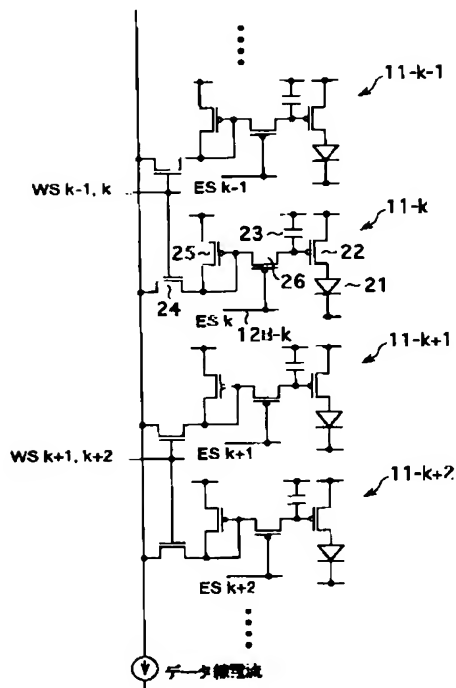 11-k-1
WS k-1, k
ES k-1
11-k
23
25
22
26
21
24
ES k
12B-k
11-k+1
WS k+1, k+2
ES k+1
11-k+2
ES k+2
データ線電流